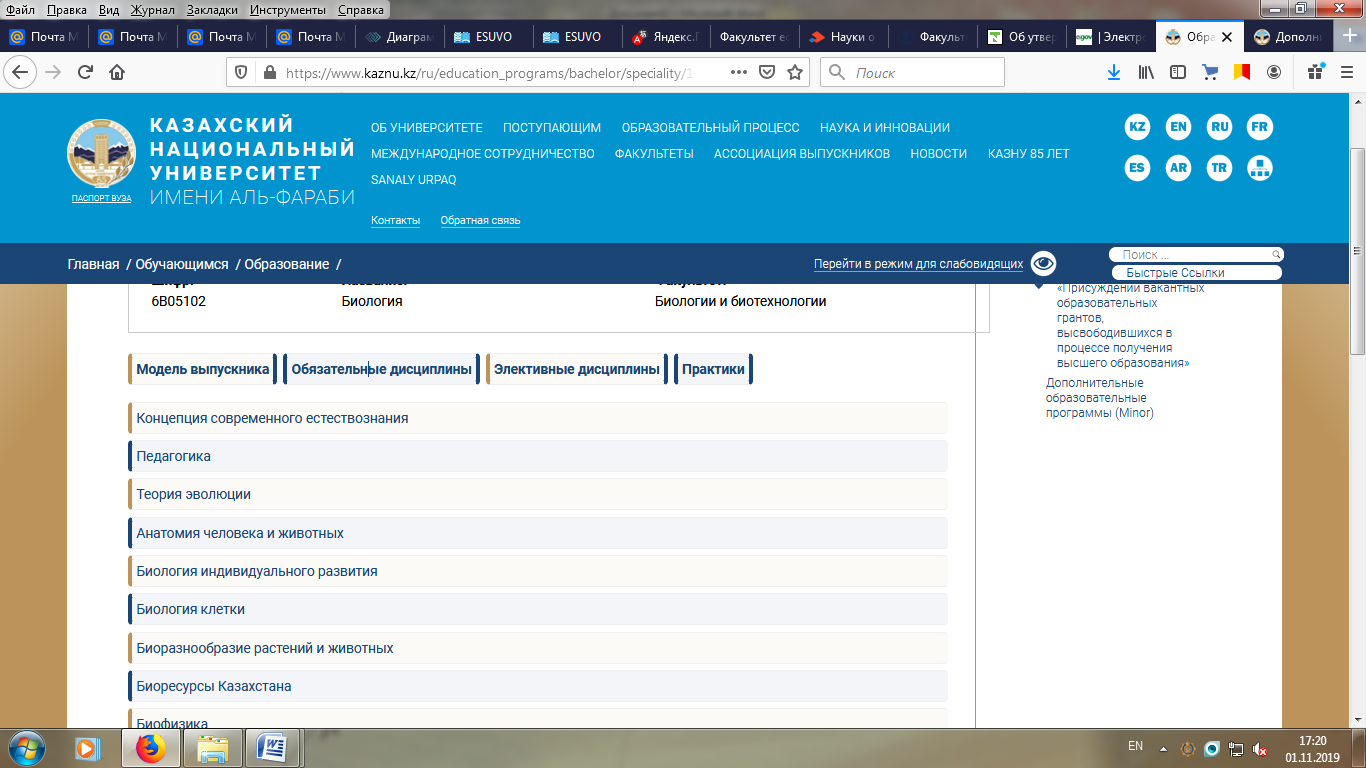 Файл Правка Вид Журнал Закладки Инструменты Справка
Почта М Почта М Почта М Почта М Диаграм ESUVO ESUVO Яндекс.П Факультет ес Науки о Факульт Об утвер | Электро Обра Дополни
https://www.kaznu.kz/ru/education_programs/bachelor/speciality/1
Поиск
КАЗАХСКИЙ
НАЦИОНАЛЬНЫЙ
УНИВЕРСИТЕТ
ИМЕНИ АЛЬ-ФАРАБИ
ПАСПОРТ ВУЗА
ОБ УНИВЕРСИТЕТЕ ПОСТУПАЮЩИМ ОБРАЗОВАТЕЛЬНЫЙ ПРОЦЕСС НАУКА И ИННОВАЦИИ
МЕЖДУНАРОДНОЕ СОТРУДНИЧЕСТВО ФАКУЛЬТЕТЫ АССОЦИАЦИЯ ВЫПУСКНИКОВ НОВОСТИ КАЗНУ 85 ЛЕТ
SANALY URPAQ
Контакты Обратная связь
KZ EN RU FR
ES AR TR
Главная / Обучающимся / Образование /
Перейти в режим для слабовидящих
Поиск ...
Быстрые Ссылки
6B05102 Биология Биологии и биотехнологии
«Присуждении вакантных
образовательных
грантов,
высвободившихся в
процессе получения
высшего образования»
Дополнительные
образовательные
программы (Minor)
Модель выпускника Обязательные дисциплины Элективные дисциплины Практики
Концепция современного естествознания
Педагогика
Теория эволюции
Анатомия человека и животных
Биология индивидуального развития
Биология клетки
Биоразнообразие растений и животных
Биоресурсы Казахстана
Биофизика
EN
17:20
01.11.2019